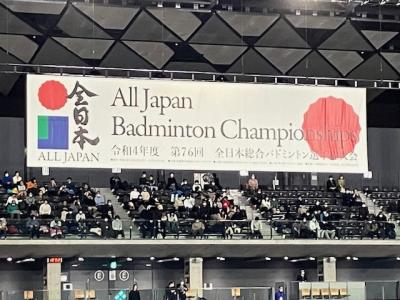 全日本
ALL JAPAN
All Japan
Badminton Championships
令和4年度 第76回 全日本総合バドミントン選手権大会